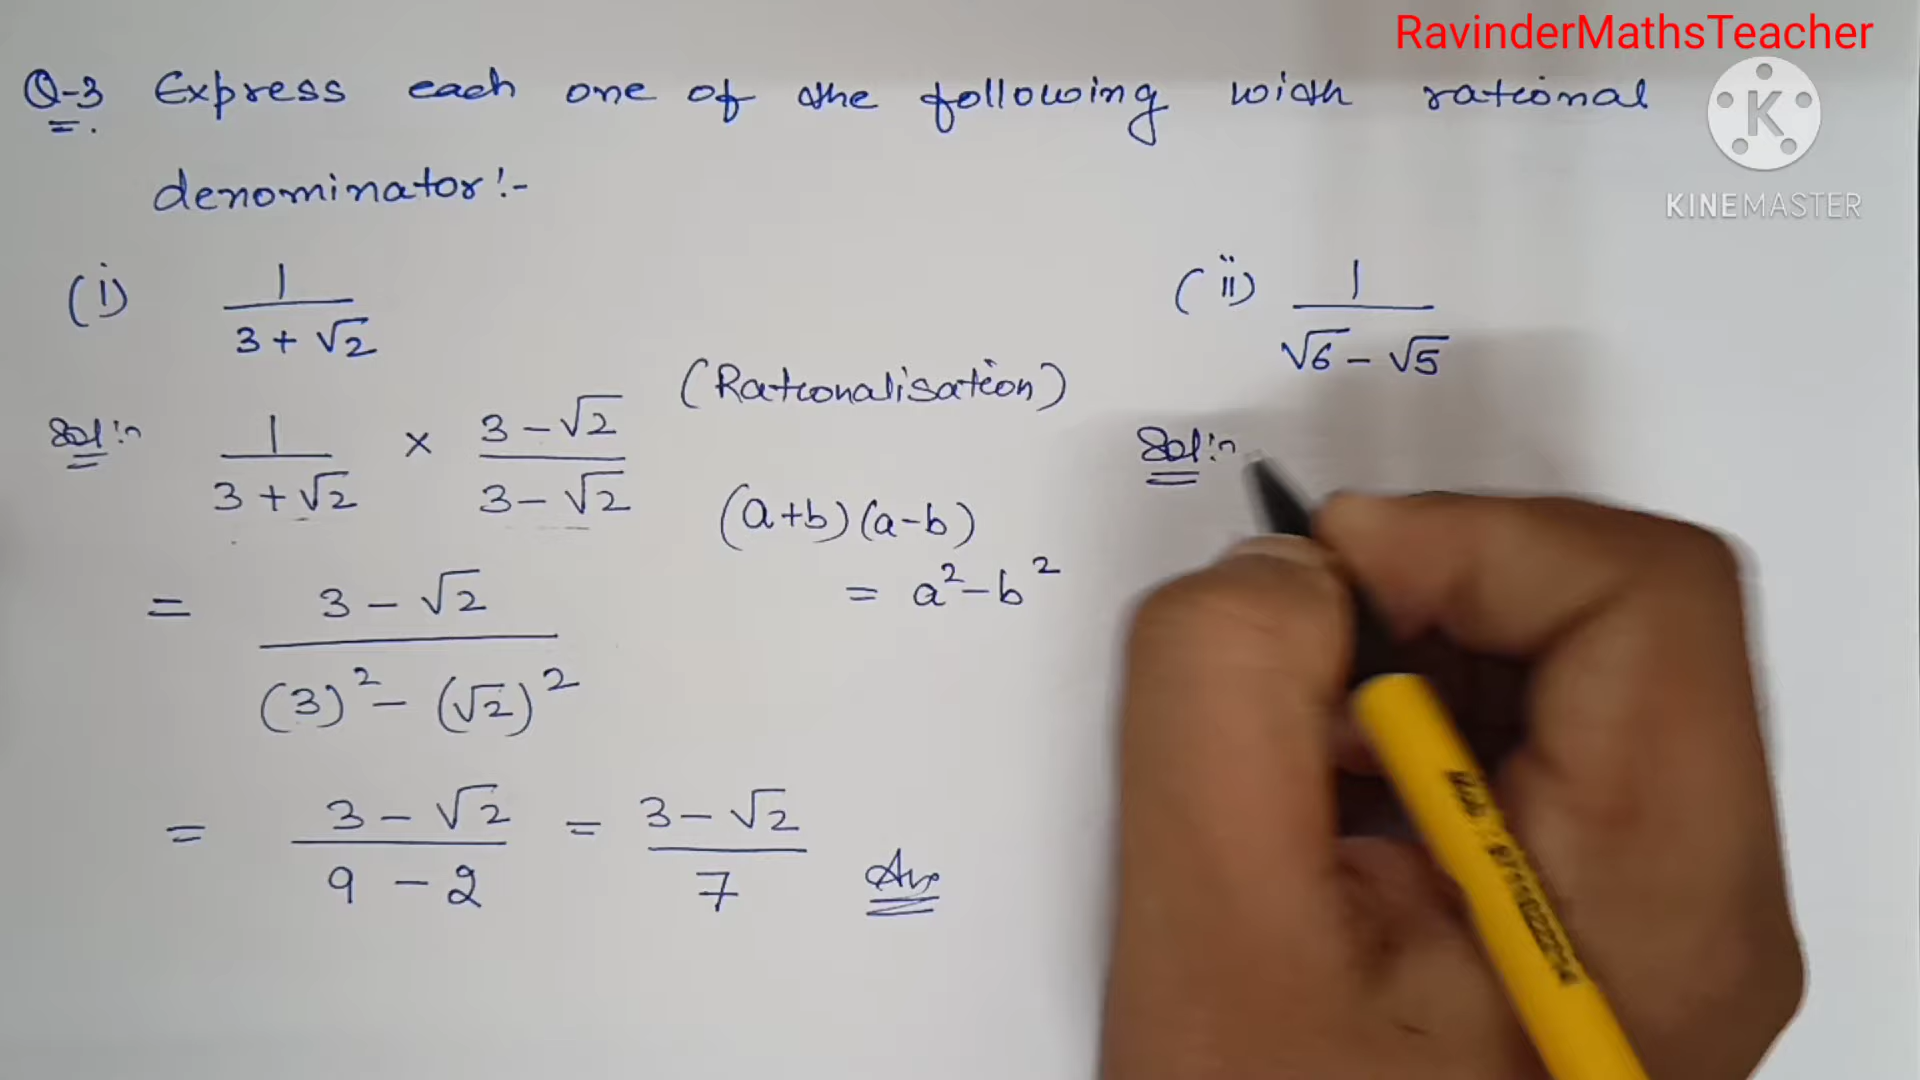 RavinderMathsTeacher
Q-3 Express each one of the following with rational
denominator:-
KINEMASTER
(i) 1/(3 + √2)
Sol:n 1/(3 + √2) × (3 - √2)/(3 - √2)
(Rationalisation)
(a+b)(a-b)
= a² - b²
= (3 - √2)/((3)² - (√2)²)
= (3 - √2)/(9 - 2) = (3 - √2)/7 Ans
(ii) 1/(√6 - √5)
Sol:n